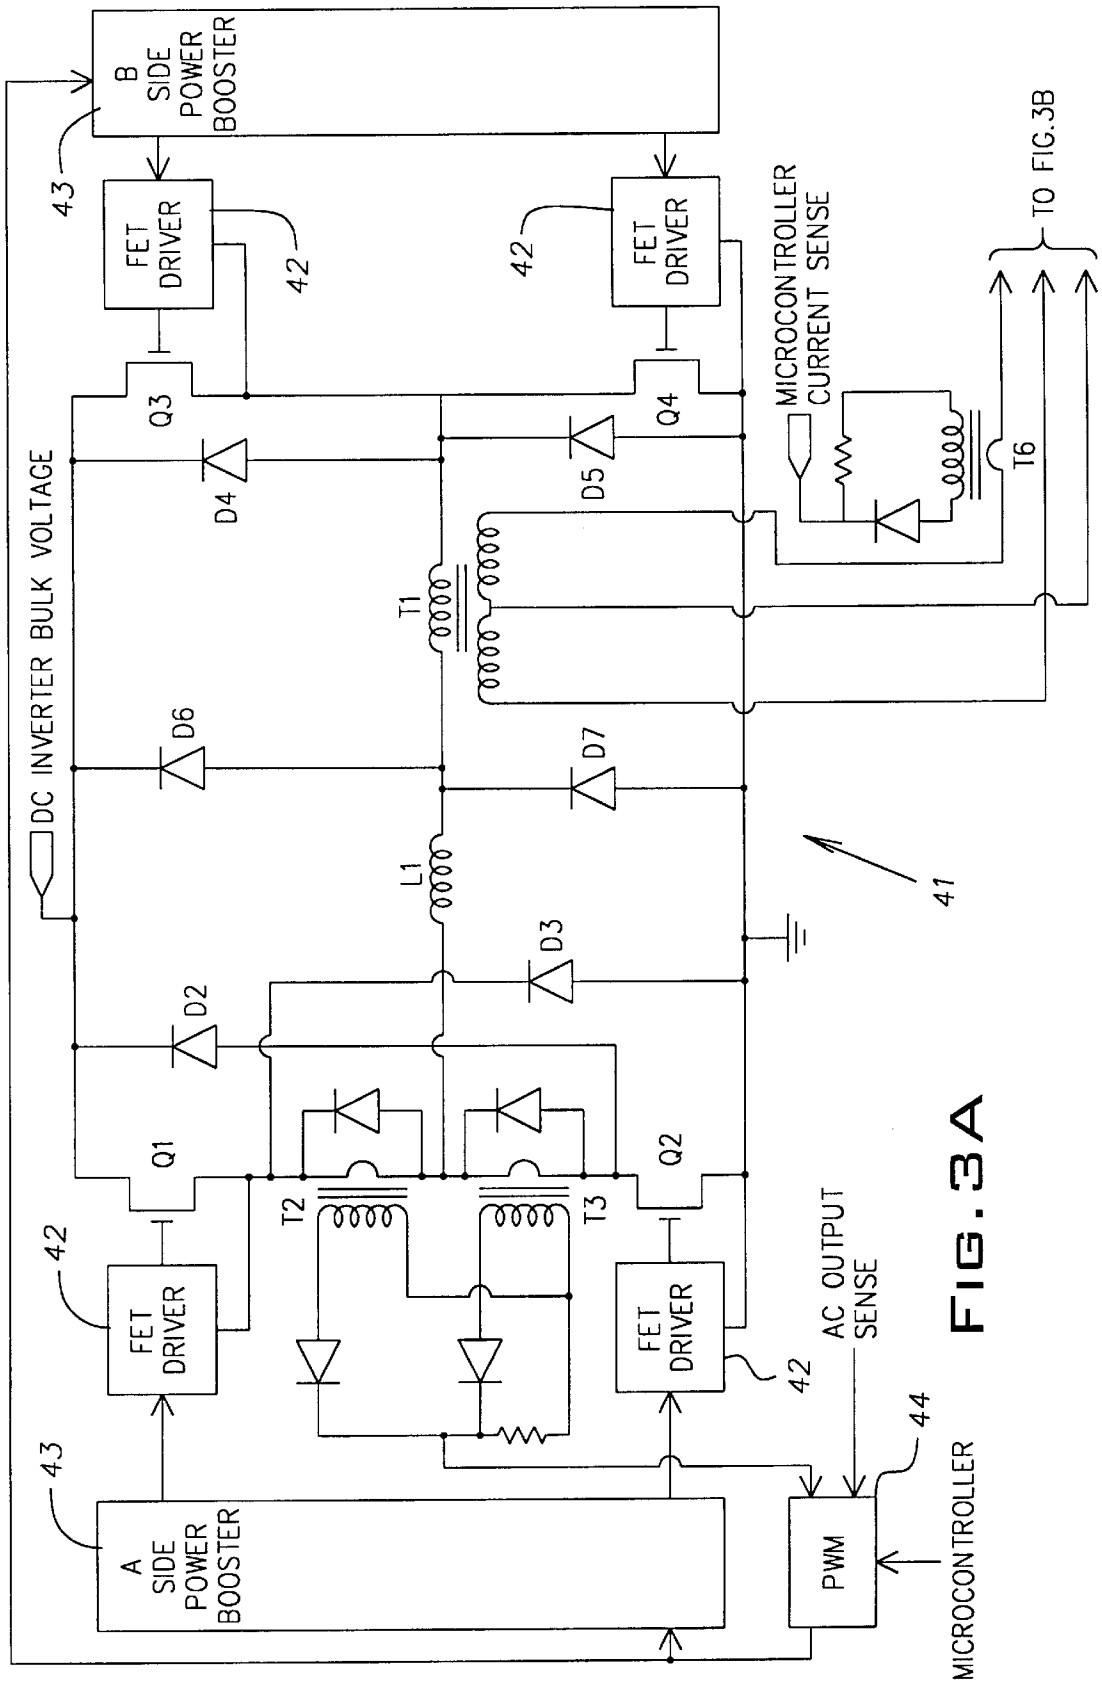 DC INVERTER BULK VOLTAGE
A
SIDE
POWER
BOOSTER
43
FET
DRIVER
42
Q1
D2
D6
D4
Q3
FET
DRIVER
42
B
SIDE
POWER
BOOSTER
43
T2
T3
L1
T1
D3
D7
D5
FET
DRIVER
42
Q2
Q4
FET
DRIVER
42
PWM
44
AC OUTPUT
SENSE
MICROCONTROLLER
41
MICROCONTROLLER
CURRENT SENSE
T6
TO FIG.3B
FIG. 3A